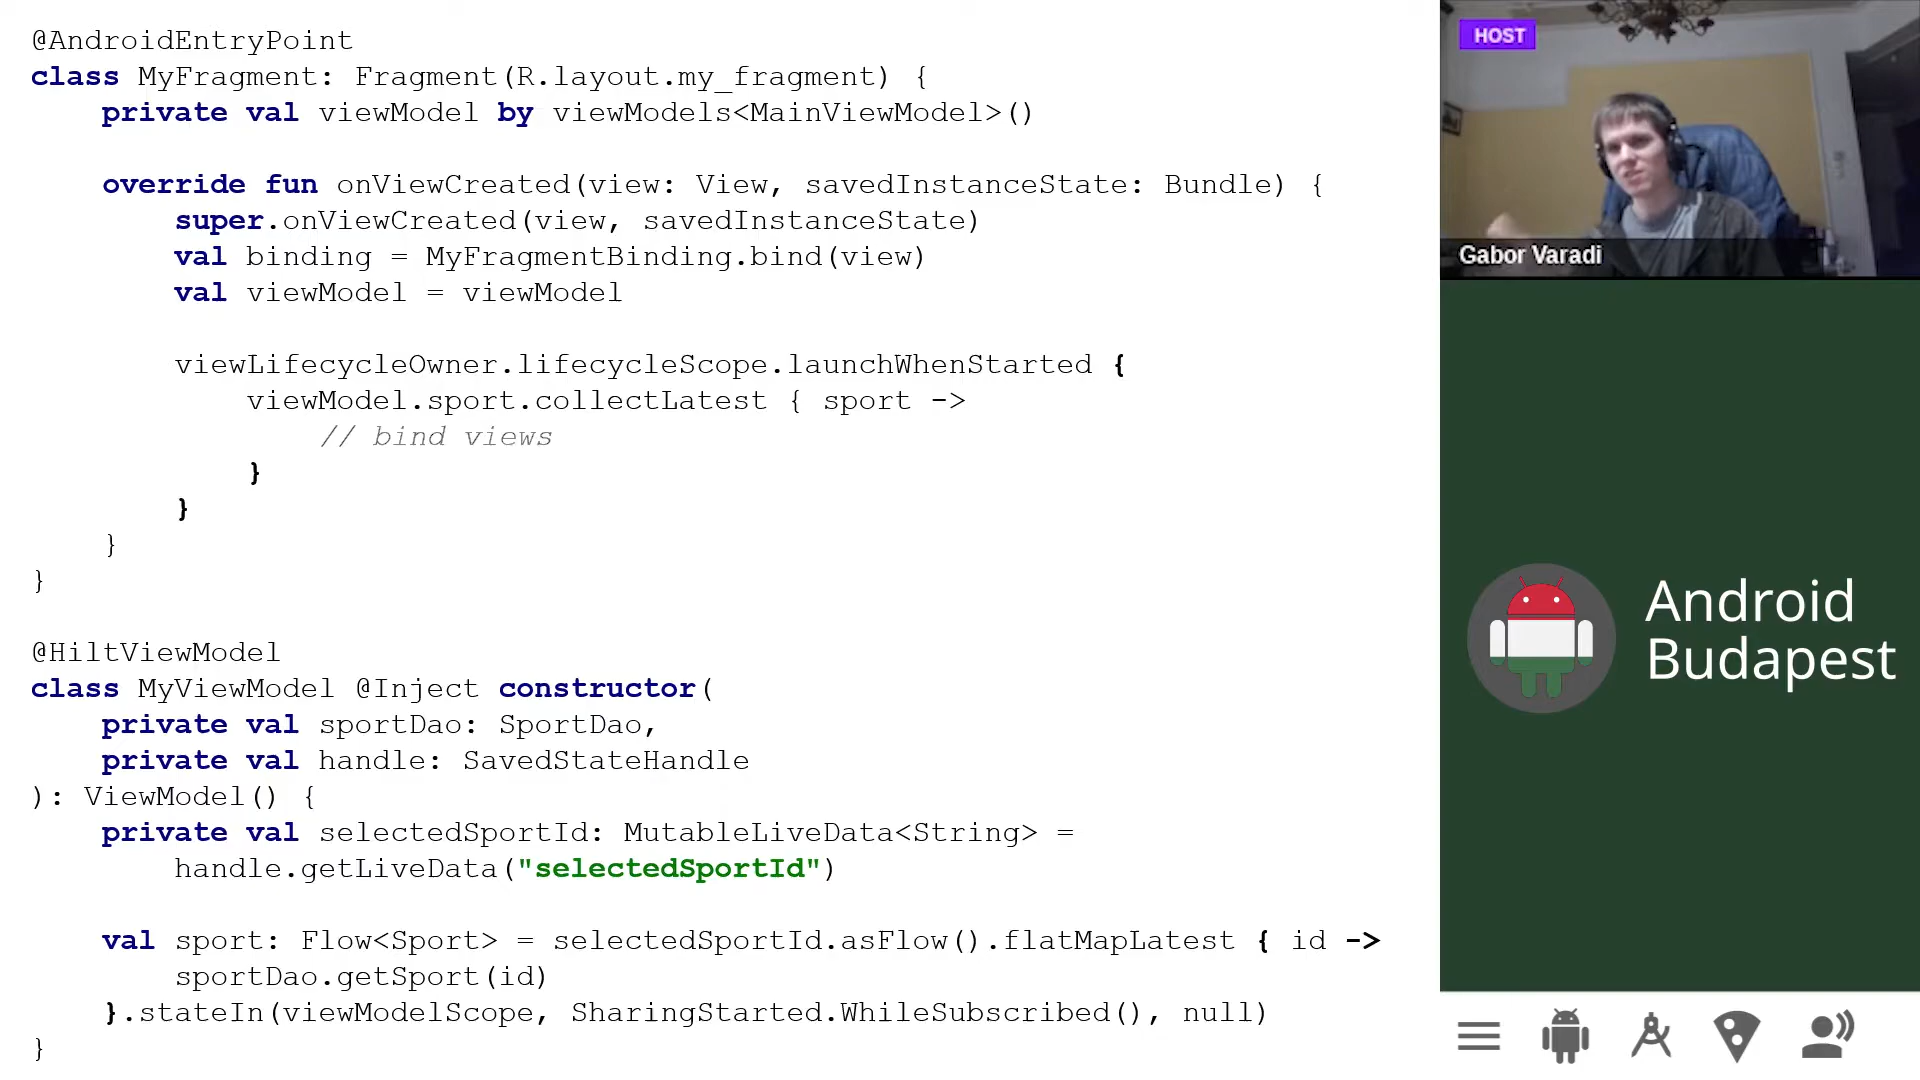 @AndroidEntryPoint
class MyFragment: Fragment(R.layout.my_fragment) {
    private val viewModel by viewModels<MainViewModel>()
    override fun onViewCreated(view: View, savedInstanceState: Bundle) {
        super.onViewCreated(view, savedInstanceState)
        val binding = MyFragmentBinding.bind(view)
        val viewModel = viewModel
        viewLifecycleOwner.lifecycleScope.launchWhenStarted {
            viewModel.sport.collectLatest { sport ->
                // bind views
            }
        }
    }
}
@HiltViewModel
class MyViewModel @Inject constructor(
    private val sportDao: SportDao,
    private val handle: SavedStateHandle
): ViewModel() {
    private val selectedSportId: MutableLiveData<String> =
        handle.getLiveData("selectedSportId")
    val sport: Flow<Sport> = selectedSportId.asFlow().flatMapLatest { id ->
        sportDao.getSport(id)
    }.stateIn(viewModelScope, SharingStarted.WhileSubscribed(), null)
}
HOST
Gabor Varadi
Android
Budapest